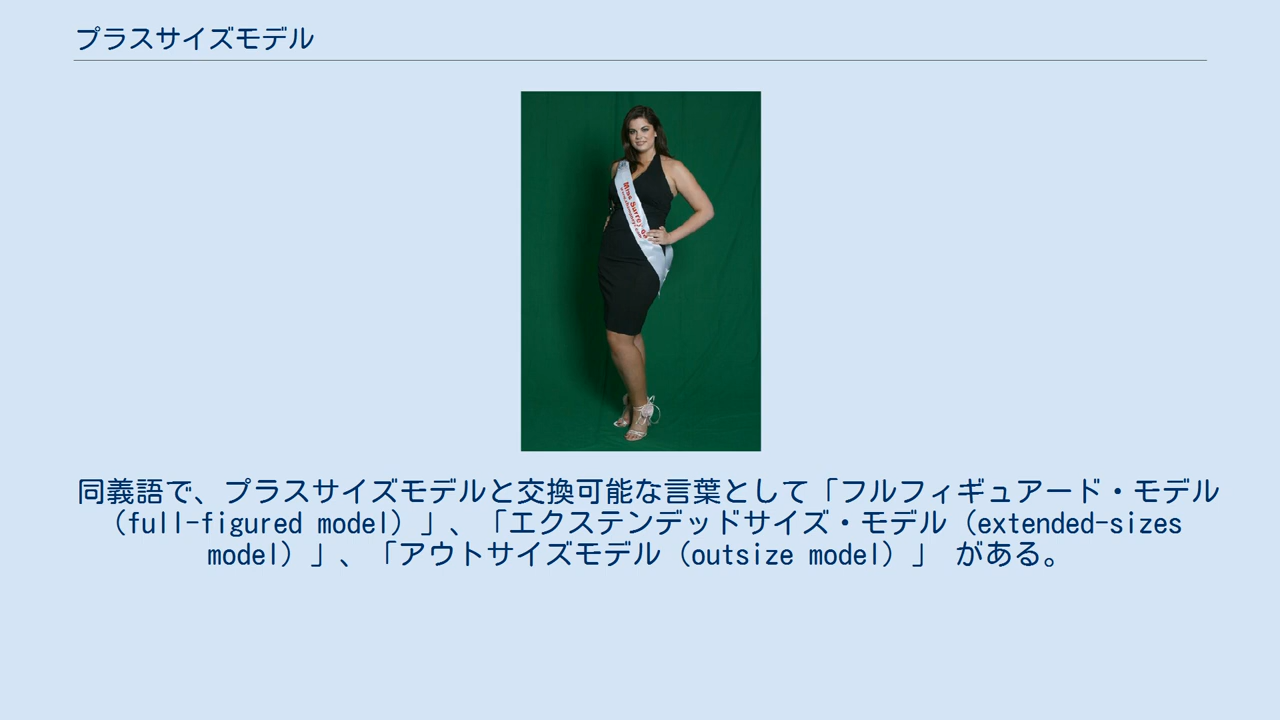 プラスサイズモデル
Miss Surrey
同義語で、プラスサイズモデルと交換可能な言葉として「フルフィギュアード・モデル
（full-figured model）」、「エクステンデッドサイズ・モデル（extended-sizes
model）」、「アウトサイズモデル（outsize model）」 がある。